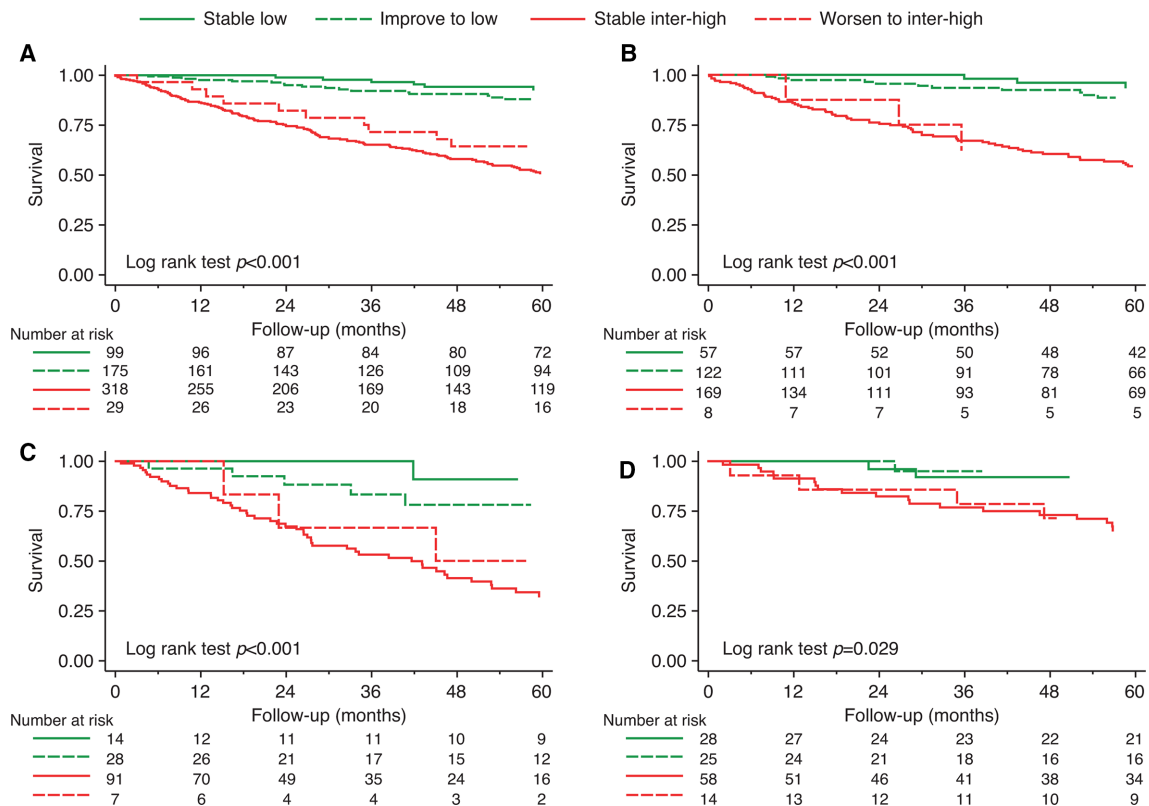 Stable low Improve to low Stable inter-high Worsen to inter-high
A
1.00
0.75
0.50
0.25
0.00
Survival
Log rank test p<0.001
0 12 24 36 48 60
Follow-up (months)
Number at risk
99 96 87 84 80 72
175 161 143 126 109 94
318 255 206 169 143 119
29 26 23 20 18 16
B
1.00
0.75
0.50
0.25
0.00
Survival
Log rank test p<0.001
0 12 24 36 48 60
Follow-up (months)
Number at risk
57 57 52 50 48 42
122 111 101 91 78 66
169 134 111 93 81 69
8 7 7 5 5 5
C
1.00
0.75
0.50
0.25
0.00
Survival
Log rank test p<0.001
0 12 24 36 48 60
Follow-up (months)
Number at risk
14 12 11 11 10 9
28 26 21 17 15 12
91 70 49 35 24 16
7 6 4 4 3 2
D
1.00
0.75
0.50
0.25
0.00
Survival
Log rank test p=0.029
0 12 24 36 48 60
Follow-up (months)
Number at risk
28 27 24 23 22 21
25 24 21 18 16 16
58 51 46 41 38 34
14 13 12 11 10 9